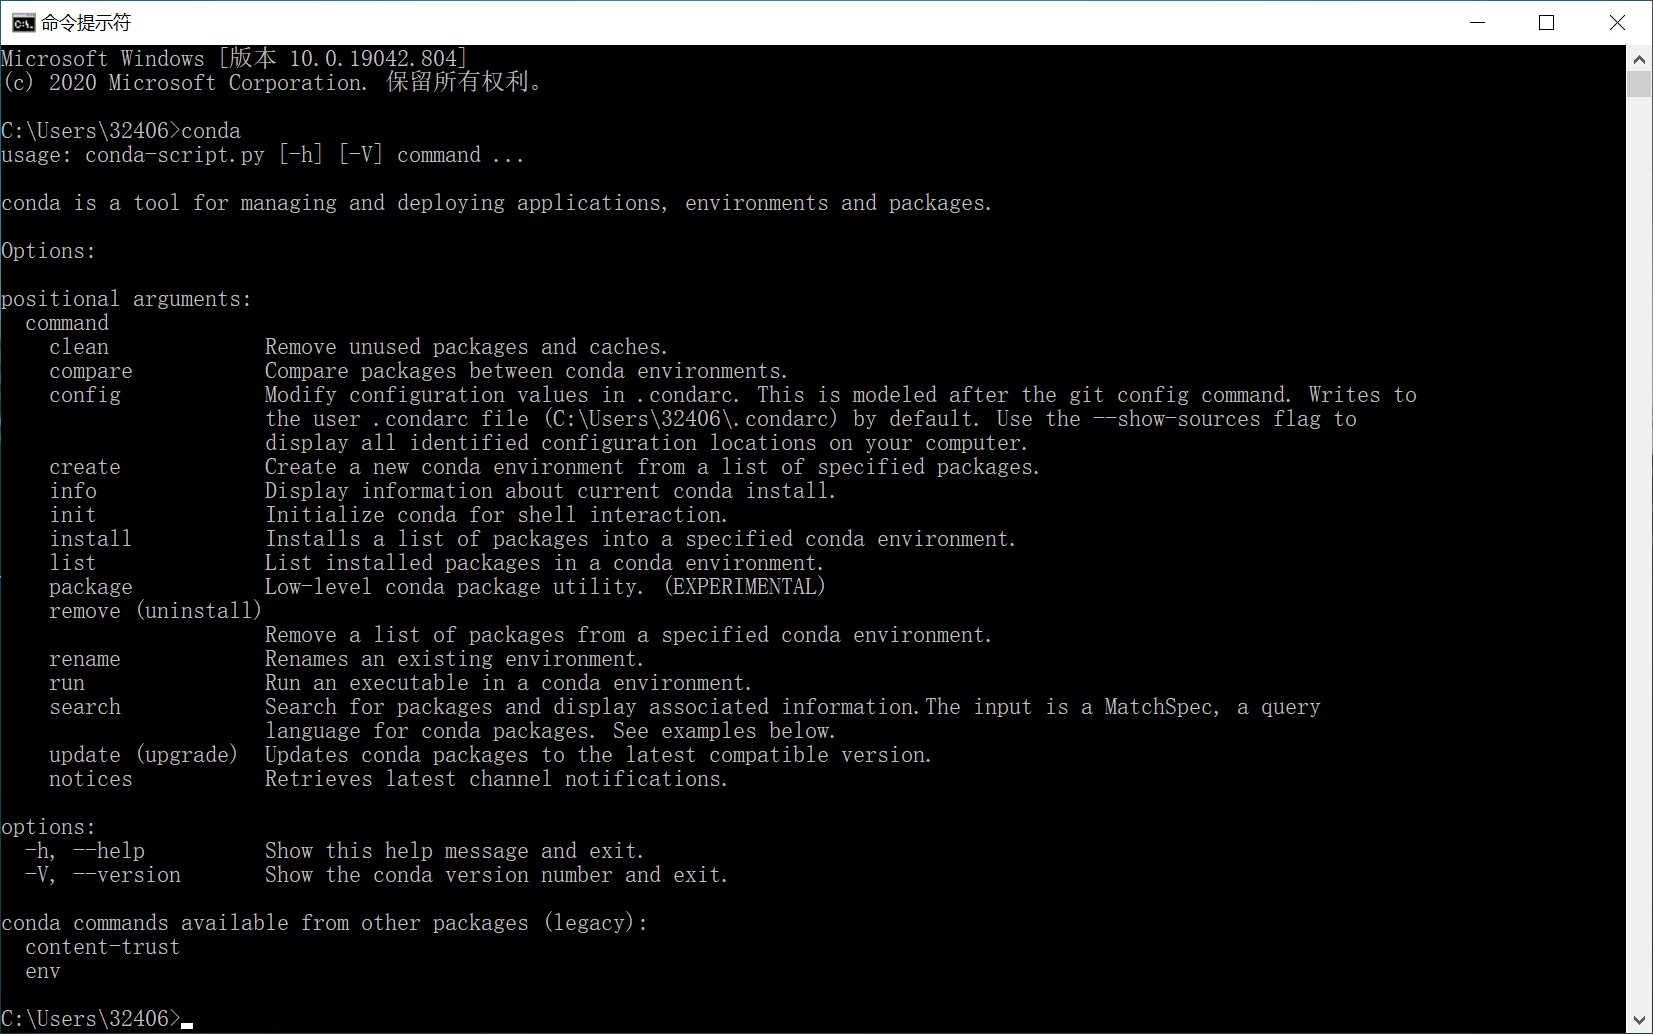 命令提示符
Microsoft Windows [版本 10.0.19042.804]
(c) 2020 Microsoft Corporation. 保留所有权利。
C:\Users\32406>conda
usage: conda-script.py [-h] [-V] command ...
conda is a tool for managing and deploying applications, environments and packages.
Options:
positional arguments:
  command
    clean             Remove unused packages and caches.
    compare           Compare packages between conda environments.
    config            Modify configuration values in .condarc. This is modeled after the git config command. Writes to
                      the user .condarc file (C:\Users\32406\.condarc) by default. Use the --show-sources flag to
                      display all identified configuration locations on your computer.
    create            Create a new conda environment from a list of specified packages.
    info              Display information about current conda install.
    init              Initialize conda for shell interaction.
    install           Installs a list of packages into a specified conda environment.
    list              List installed packages in a conda environment.
    package           Low-level conda package utility. (EXPERIMENTAL)
    remove (uninstall)
                      Remove a list of packages from a specified conda environment.
    rename            Renames an existing environment.
    run               Run an executable in a conda environment.
    search            Search for packages and display associated information.The input is a MatchSpec, a query
                      language for conda packages. See examples below.
    update (upgrade)  Updates conda packages to the latest compatible version.
    notices           Retrieves latest channel notifications.
options:
  -h, --help          Show this help message and exit.
  -V, --version       Show the conda version number and exit.
conda commands available from other packages (legacy):
  content-trust
  env
C:\Users\32406>